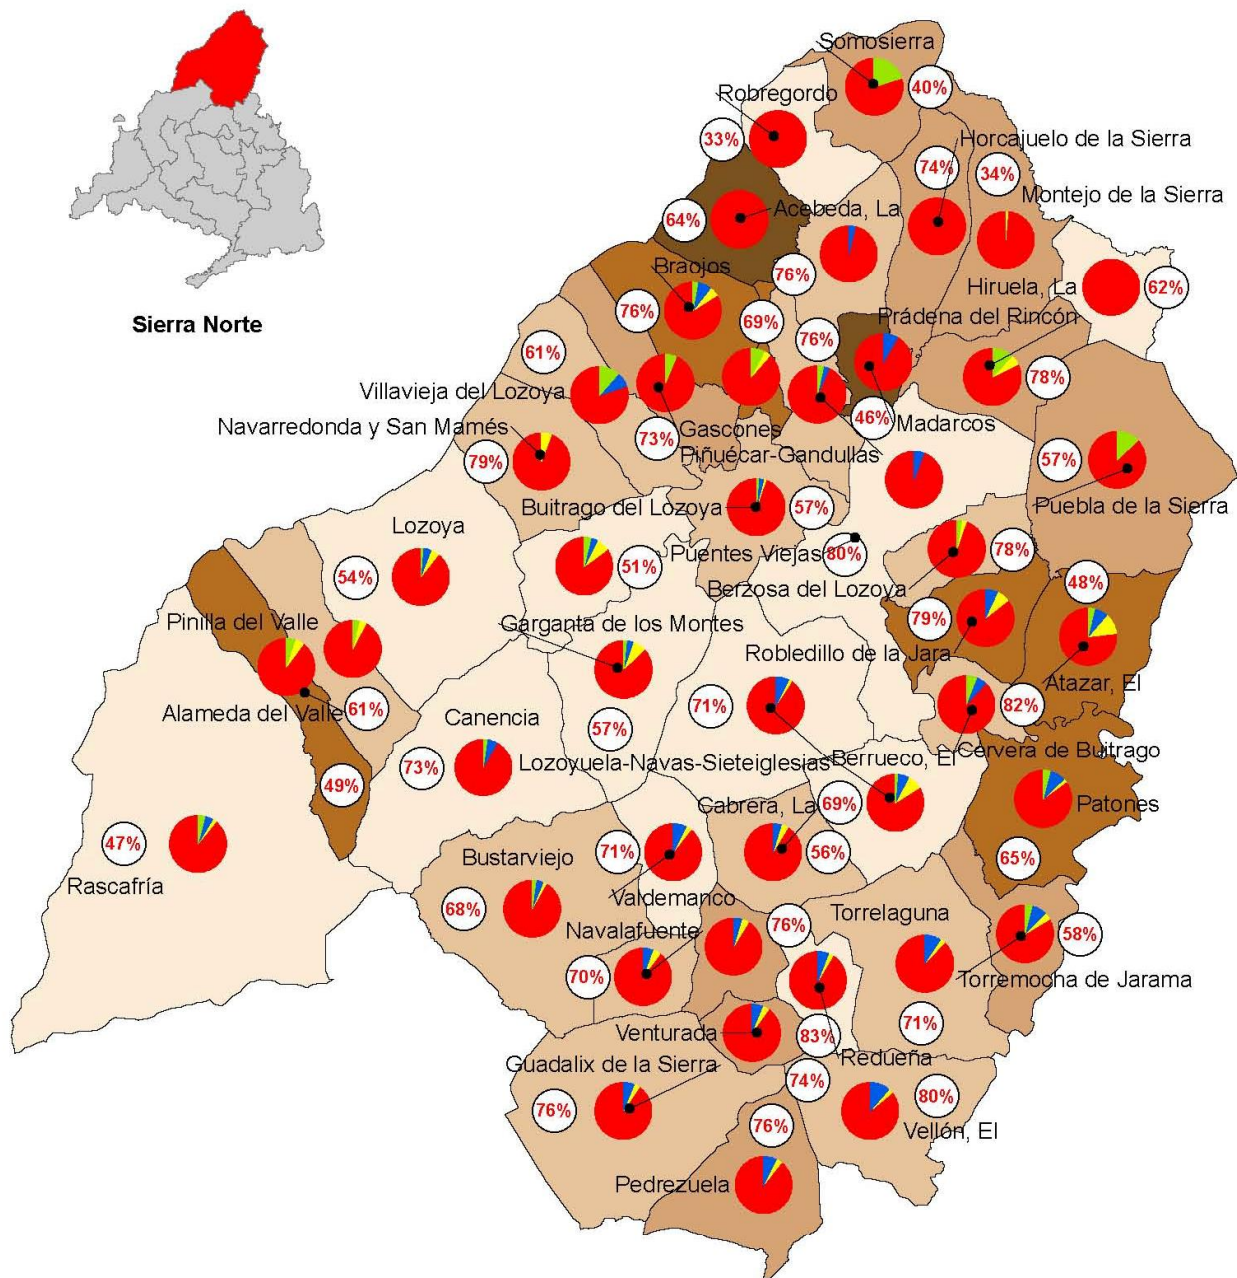 Somosierra
40%
Robregordo
33%
Horcajuelo de la Sierra
74%
34%
Montejo de la Sierra
64%
Acebeda, La
76%
Braojos
Hiruela, La
62%
Sierra Norte
76%
69%
76%
Prádena del Rincón
78%
61%
Villavieja del Lozoya
46%
Madarcos
Navarredonda y San Mamés
79%
73%
Gascones
Piñuecar-Gandullas
57%
Puebla de la Sierra
Buitrago del Lozoya
57%
Lozoya
54%
51%
Puentes Viejas
80%
78%
Berzosa del Lozoya
48%
Pinilla del Valle
Garganta de los Montes
79%
Robledillo de la Jara
Atazar, El
Alameda del Valle
61%
Canencia
73%
57%
71%
82%
Cervera de Buitrago
Lozoyuela-Navas-Sieteiglesias
Berrueco, El
49%
Cabrera, La
69%
Patones
47%
Rascafría
71%
56%
65%
Bustarviejo
68%
Valdemanco
Navalafuente
76%
Torrelaguna
58%
70%
Torremocha de Jarama
Venturada
83%
71%
Redueña
Guadalix de la Sierra
74%
76%
80%
Vellón, El
76%
Pedrezuela